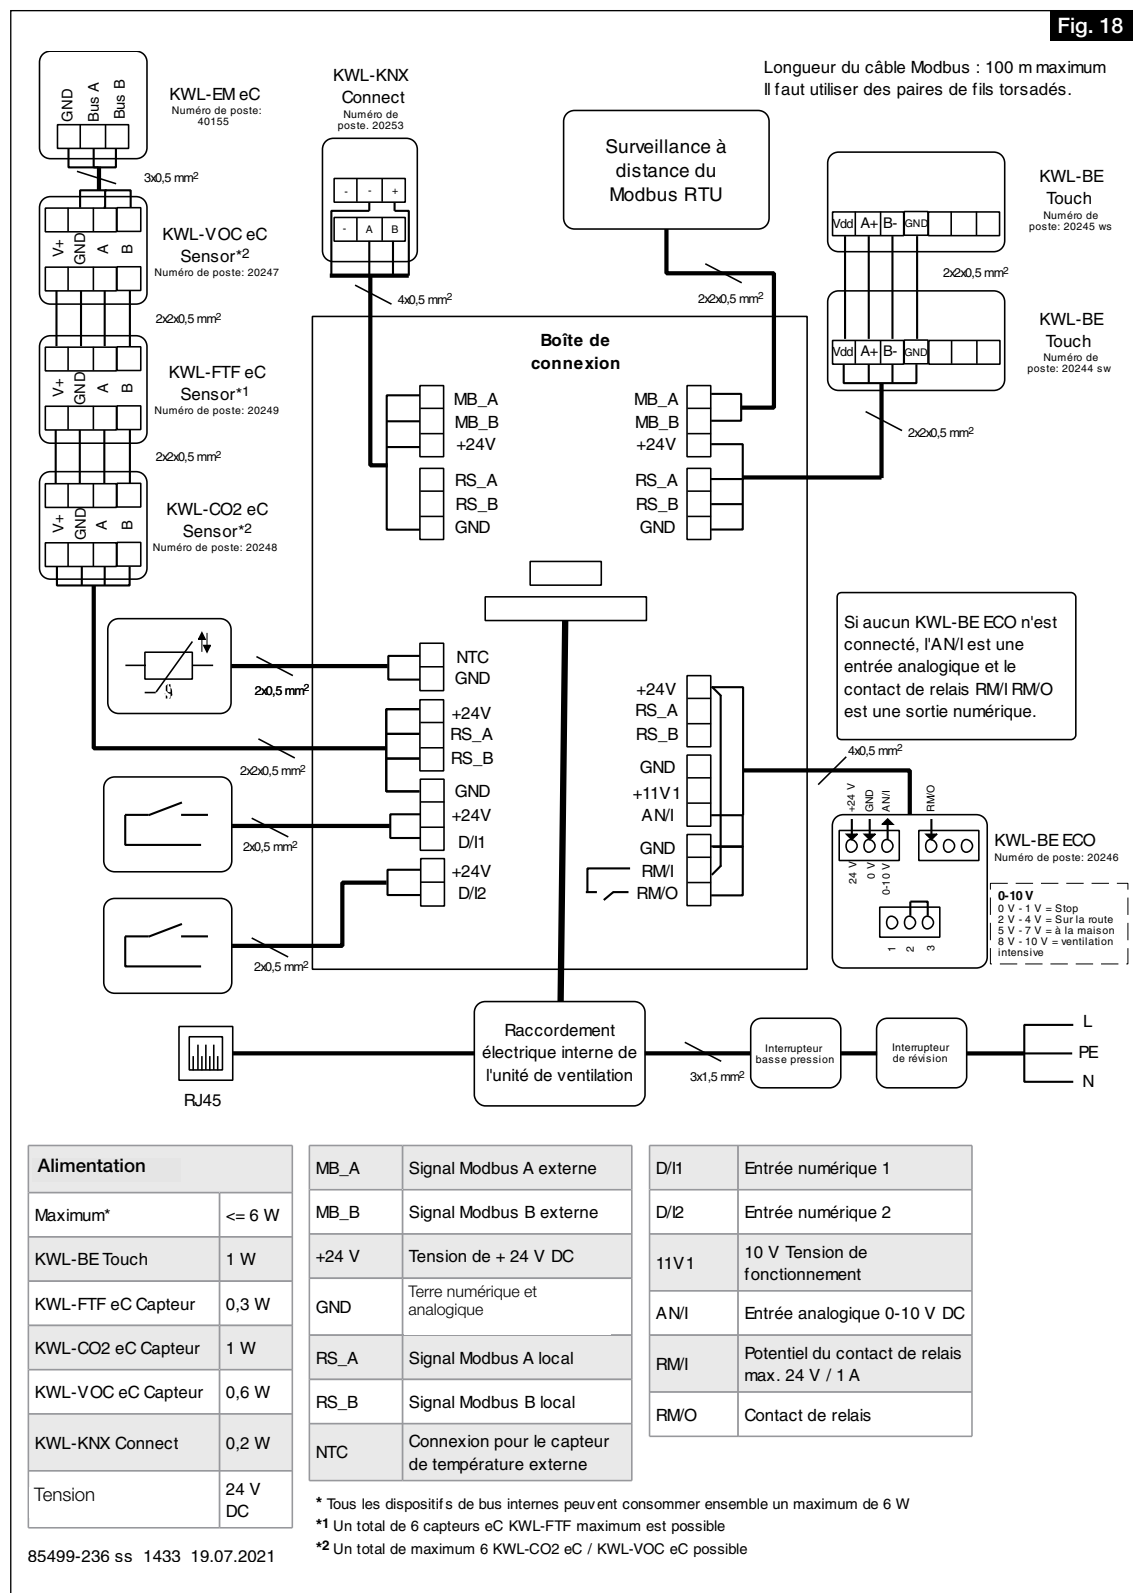 Fig. 18
Longueur du câble Modbus : 100 m maximum
Il faut utiliser des paires de fils torsadés.
GND
Bus A
Bus B
KWL-EM eC
Numéro de poste:
40155
3x0,5 mm²
V+
GND
A
B
KWL-VOC eC
Sensor*2
Numéro de poste: 20247
2x2x0,5 mm²
V+
GND
A
B
KWL-FTF eC
Sensor*1
Numéro de poste: 20249
2x2x0,5 mm²
V+
GND
A
B
KWL-CO2 eC
Sensor*2
Numéro de poste: 20248
KWL-KNX
Connect
Numéro de
poste. 20253
- - +
- A B
4x0,5 mm²
Surveillance à
distance du
Modbus RTU
2x2x0,5 mm²
Vdd A+ B- GND
KWL-BE
Touch
Numéro de
poste: 20245 ws
2x2x0,5 mm²
Vdd A+ B- GND
KWL-BE
Touch
Numéro de
poste: 20244 sw
2x2x0,5 mm²
Boîte de
connexion
MB_A
MB_B
+24V
RS_A
RS_B
GND
MB_A
MB_B
+24V
RS_A
RS_B
GND
ϑ
2x0,5 mm²
NTC
GND
+24V
RS_A
RS_B
GND
2x2x0,5 mm²
+24V
D/I1
2x0,5 mm²
+24V
D/I2
2x0,5 mm²
+24V
RS_A
RS_B
GND
+11V1
AN/I
GND
RM/I
RM/O
Si aucun KWL-BE ECO n'est
connecté, l'AN/I est une
entrée analogique et le
contact de relais RM/I RM/O
est une sortie numérique.
4x0,5 mm²
+24 V
GND
AN/I
RM/O
24 V
0 V
0-10 V
1
2
3
KWL-BE ECO
Numéro de poste: 20246
0-10 V
0 V - 1 V = Stop
2 V - 4 V = Sur la route
5 V - 7 V = à la maison
8 V - 10 V = ventilation
intensive
RJ45
Raccordement
électrique interne de
l'unité de ventilation
3x1,5 mm²
Interrupteur
basse pression
Interrupteur
de révision
L
PE
N
Alimentation
Maximum* <= 6 W
KWL-BE Touch 1 W
KWL-FTF eC Capteur 0,3 W
KWL-CO2 eC Capteur 1 W
KWL-VOC eC Capteur 0,6 W
KWL-KNX Connect 0,2 W
Tension 24 V
DC
MB_A Signal Modbus A externe
MB_B Signal Modbus B externe
+24 V Tension de + 24 V DC
GND Terre numérique et
analogique
RS_A Signal Modbus A local
RS_B Signal Modbus B local
NTC Connexion pour le capteur
de température externe
D/I1 Entrée numérique 1
D/I2 Entrée numérique 2
11V1 10 V Tension de
fonctionnement
AN/I Entrée analogique 0-10 V DC
RM/I Potentiel du contact de relais
max. 24 V / 1 A
RM/O Contact de relais
* Tous les dispositifs de bus internes peuvent consommer ensemble un maximum de 6 W
*1 Un total de 6 capteurs eC KWL-FTF maximum est possible
*2 Un total de maximum 6 KWL-CO2 eC / KWL-VOC eC possible
85499-236 ss 1433 19.07.2021